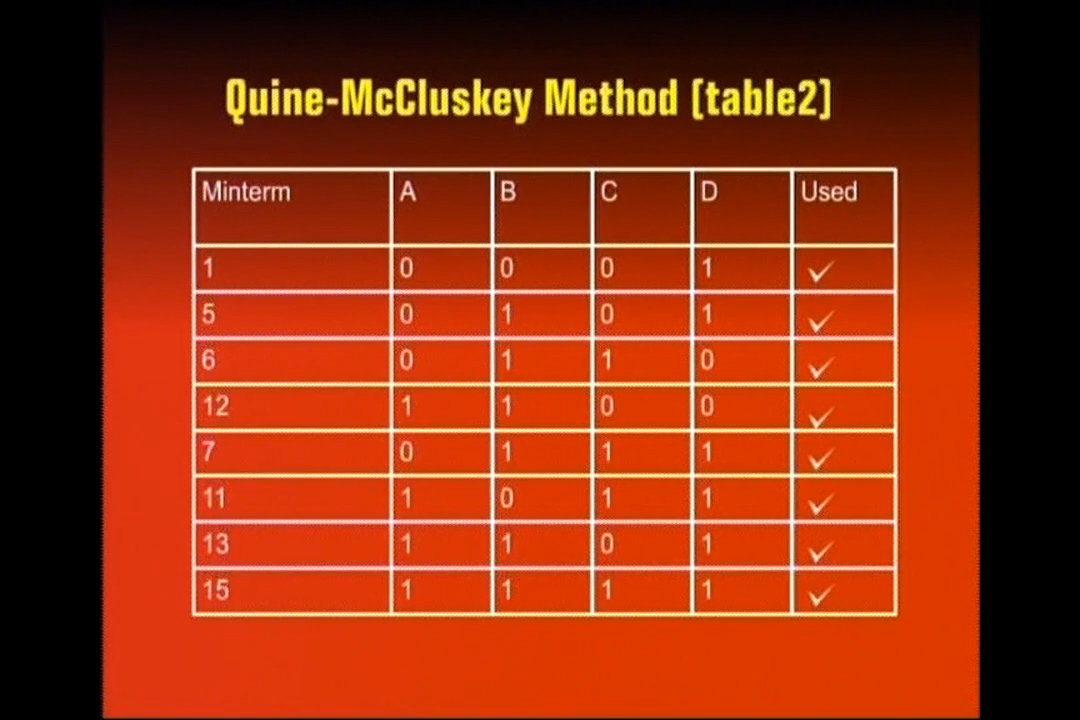 Quine-McCluskey Method (table2)
Minterm A B C D Used
1 0 0 0 1 ✓
5 0 1 0 1 ✓
6 0 1 1 0 ✓
12 1 1 0 0 ✓
7 0 1 1 1 ✓
11 1 0 1 1 ✓
13 1 1 0 1 ✓
15 1 1 1 1 ✓